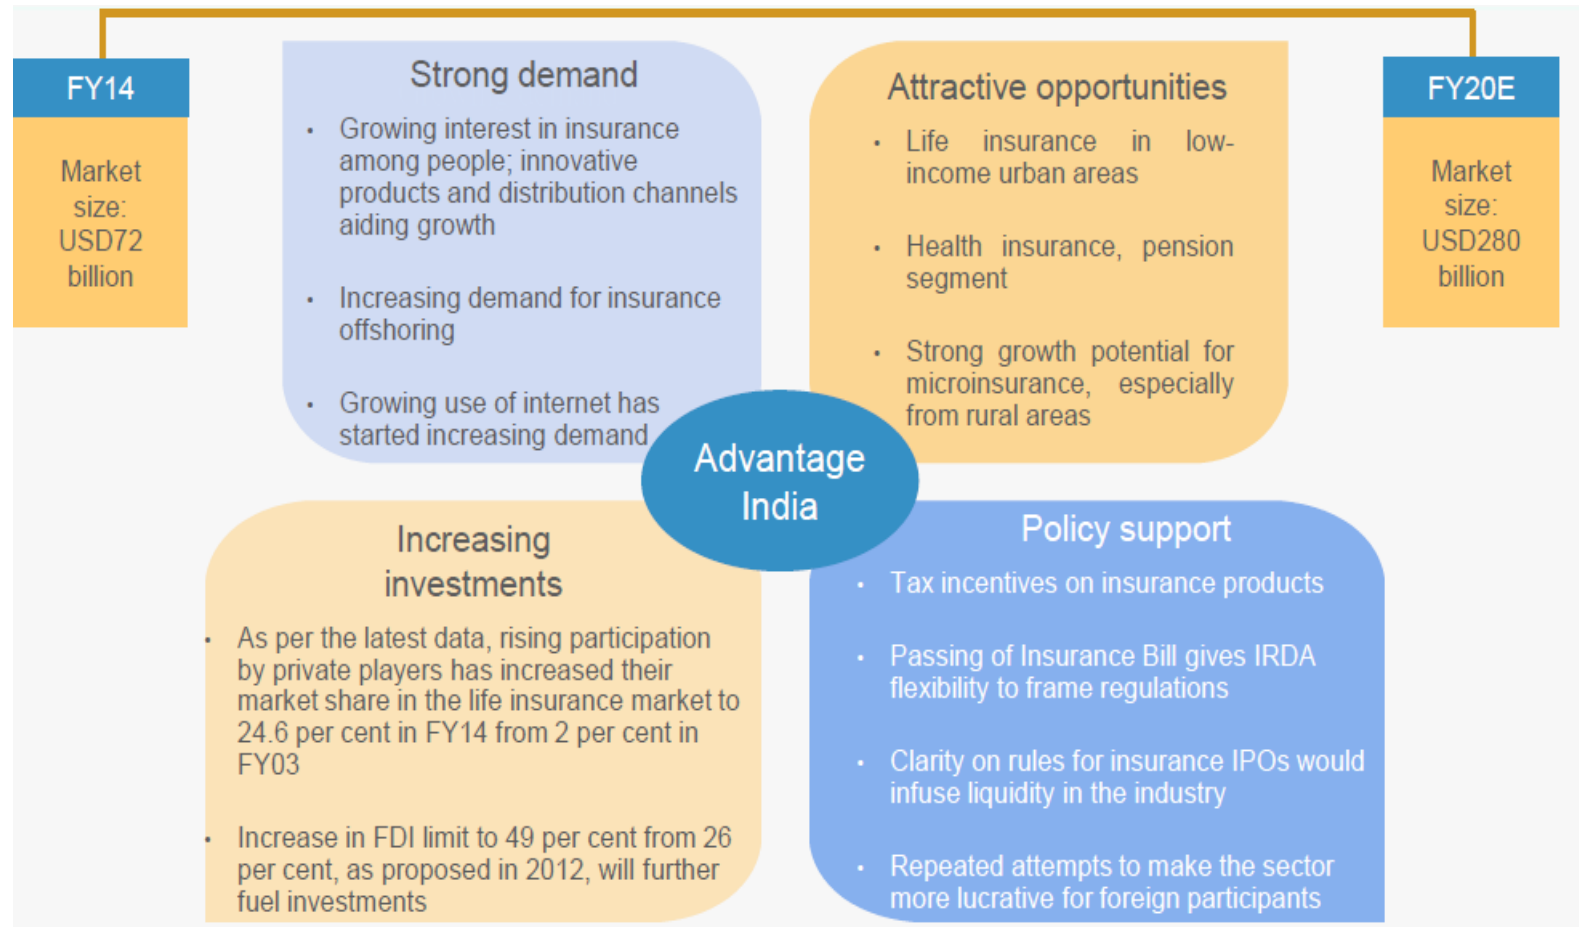 FY14
Market
size:
USD72
billion
Strong demand
• Growing interest in insurance
among people; innovative
products and distribution channels
aiding growth
• Increasing demand for insurance
offshoring
• Growing use of internet has
started increasing demand
Attractive opportunities
• Life insurance in low-
income urban areas
• Health insurance, pension
segment
• Strong growth potential for
microinsurance, especially
from rural areas
FY20E
Market
size:
USD280
billion
Advantage
India
Increasing
investments
• As per the latest data, rising participation
by private players has increased their
market share in the life insurance market to
24.6 per cent in FY14 from 2 per cent in
FY03
• Increase in FDI limit to 49 per cent from 26
per cent, as proposed in 2012, will further
fuel investments
Policy support
• Tax incentives on insurance products
• Passing of Insurance Bill gives IRDA
flexibility to frame regulations
• Clarity on rules for insurance IPOs would
infuse liquidity in the industry
• Repeated attempts to make the sector
more lucrative for foreign participants